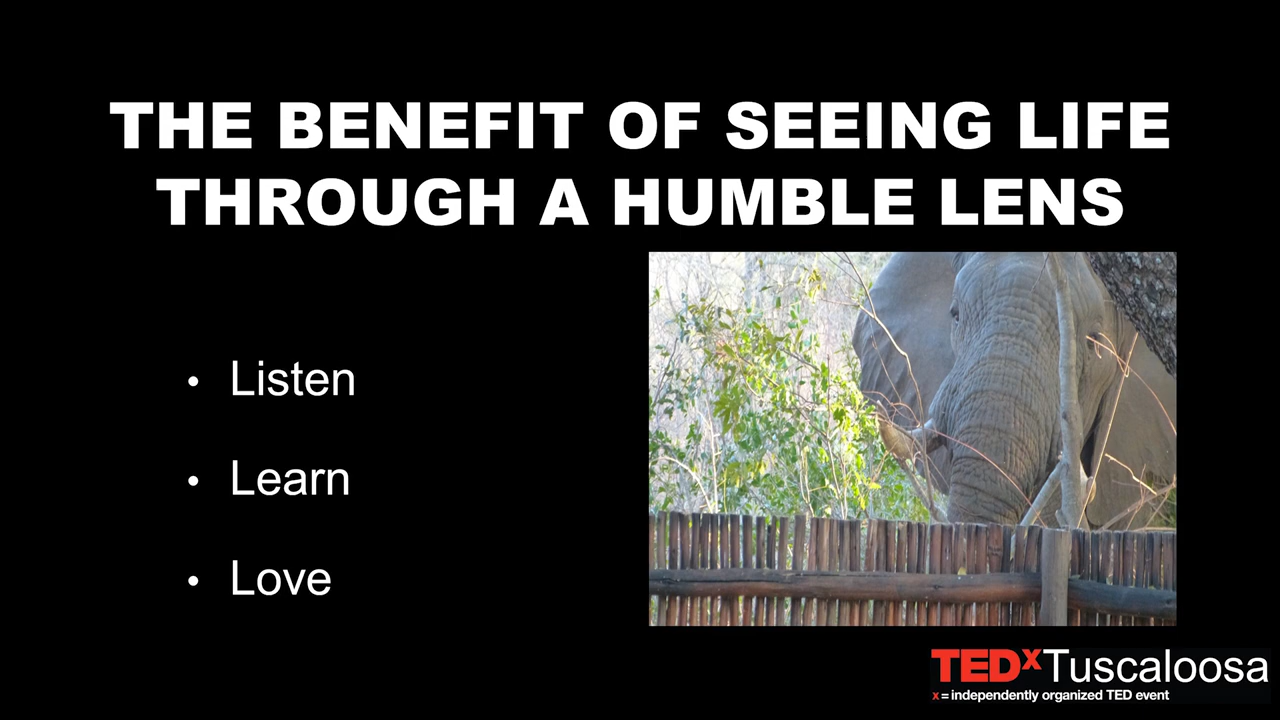 THE BENEFIT OF SEEING LIFE
THROUGH A HUMBLE LENS
• Listen
• Learn
• Love
TEDxTuscaloosa
x = independently organized TED event